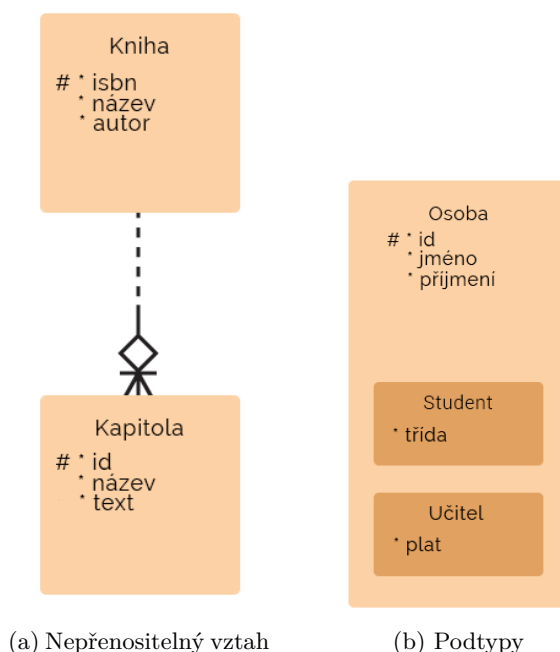 Kniha
# * isbn
* název
* autor
Kapitola
# * id
* název
* text
(a) Nepřenositelný vztah
Osoba
# * id
* jméno
* příjmení
Student
* třída
Učitel
* plat
(b) Podtypy